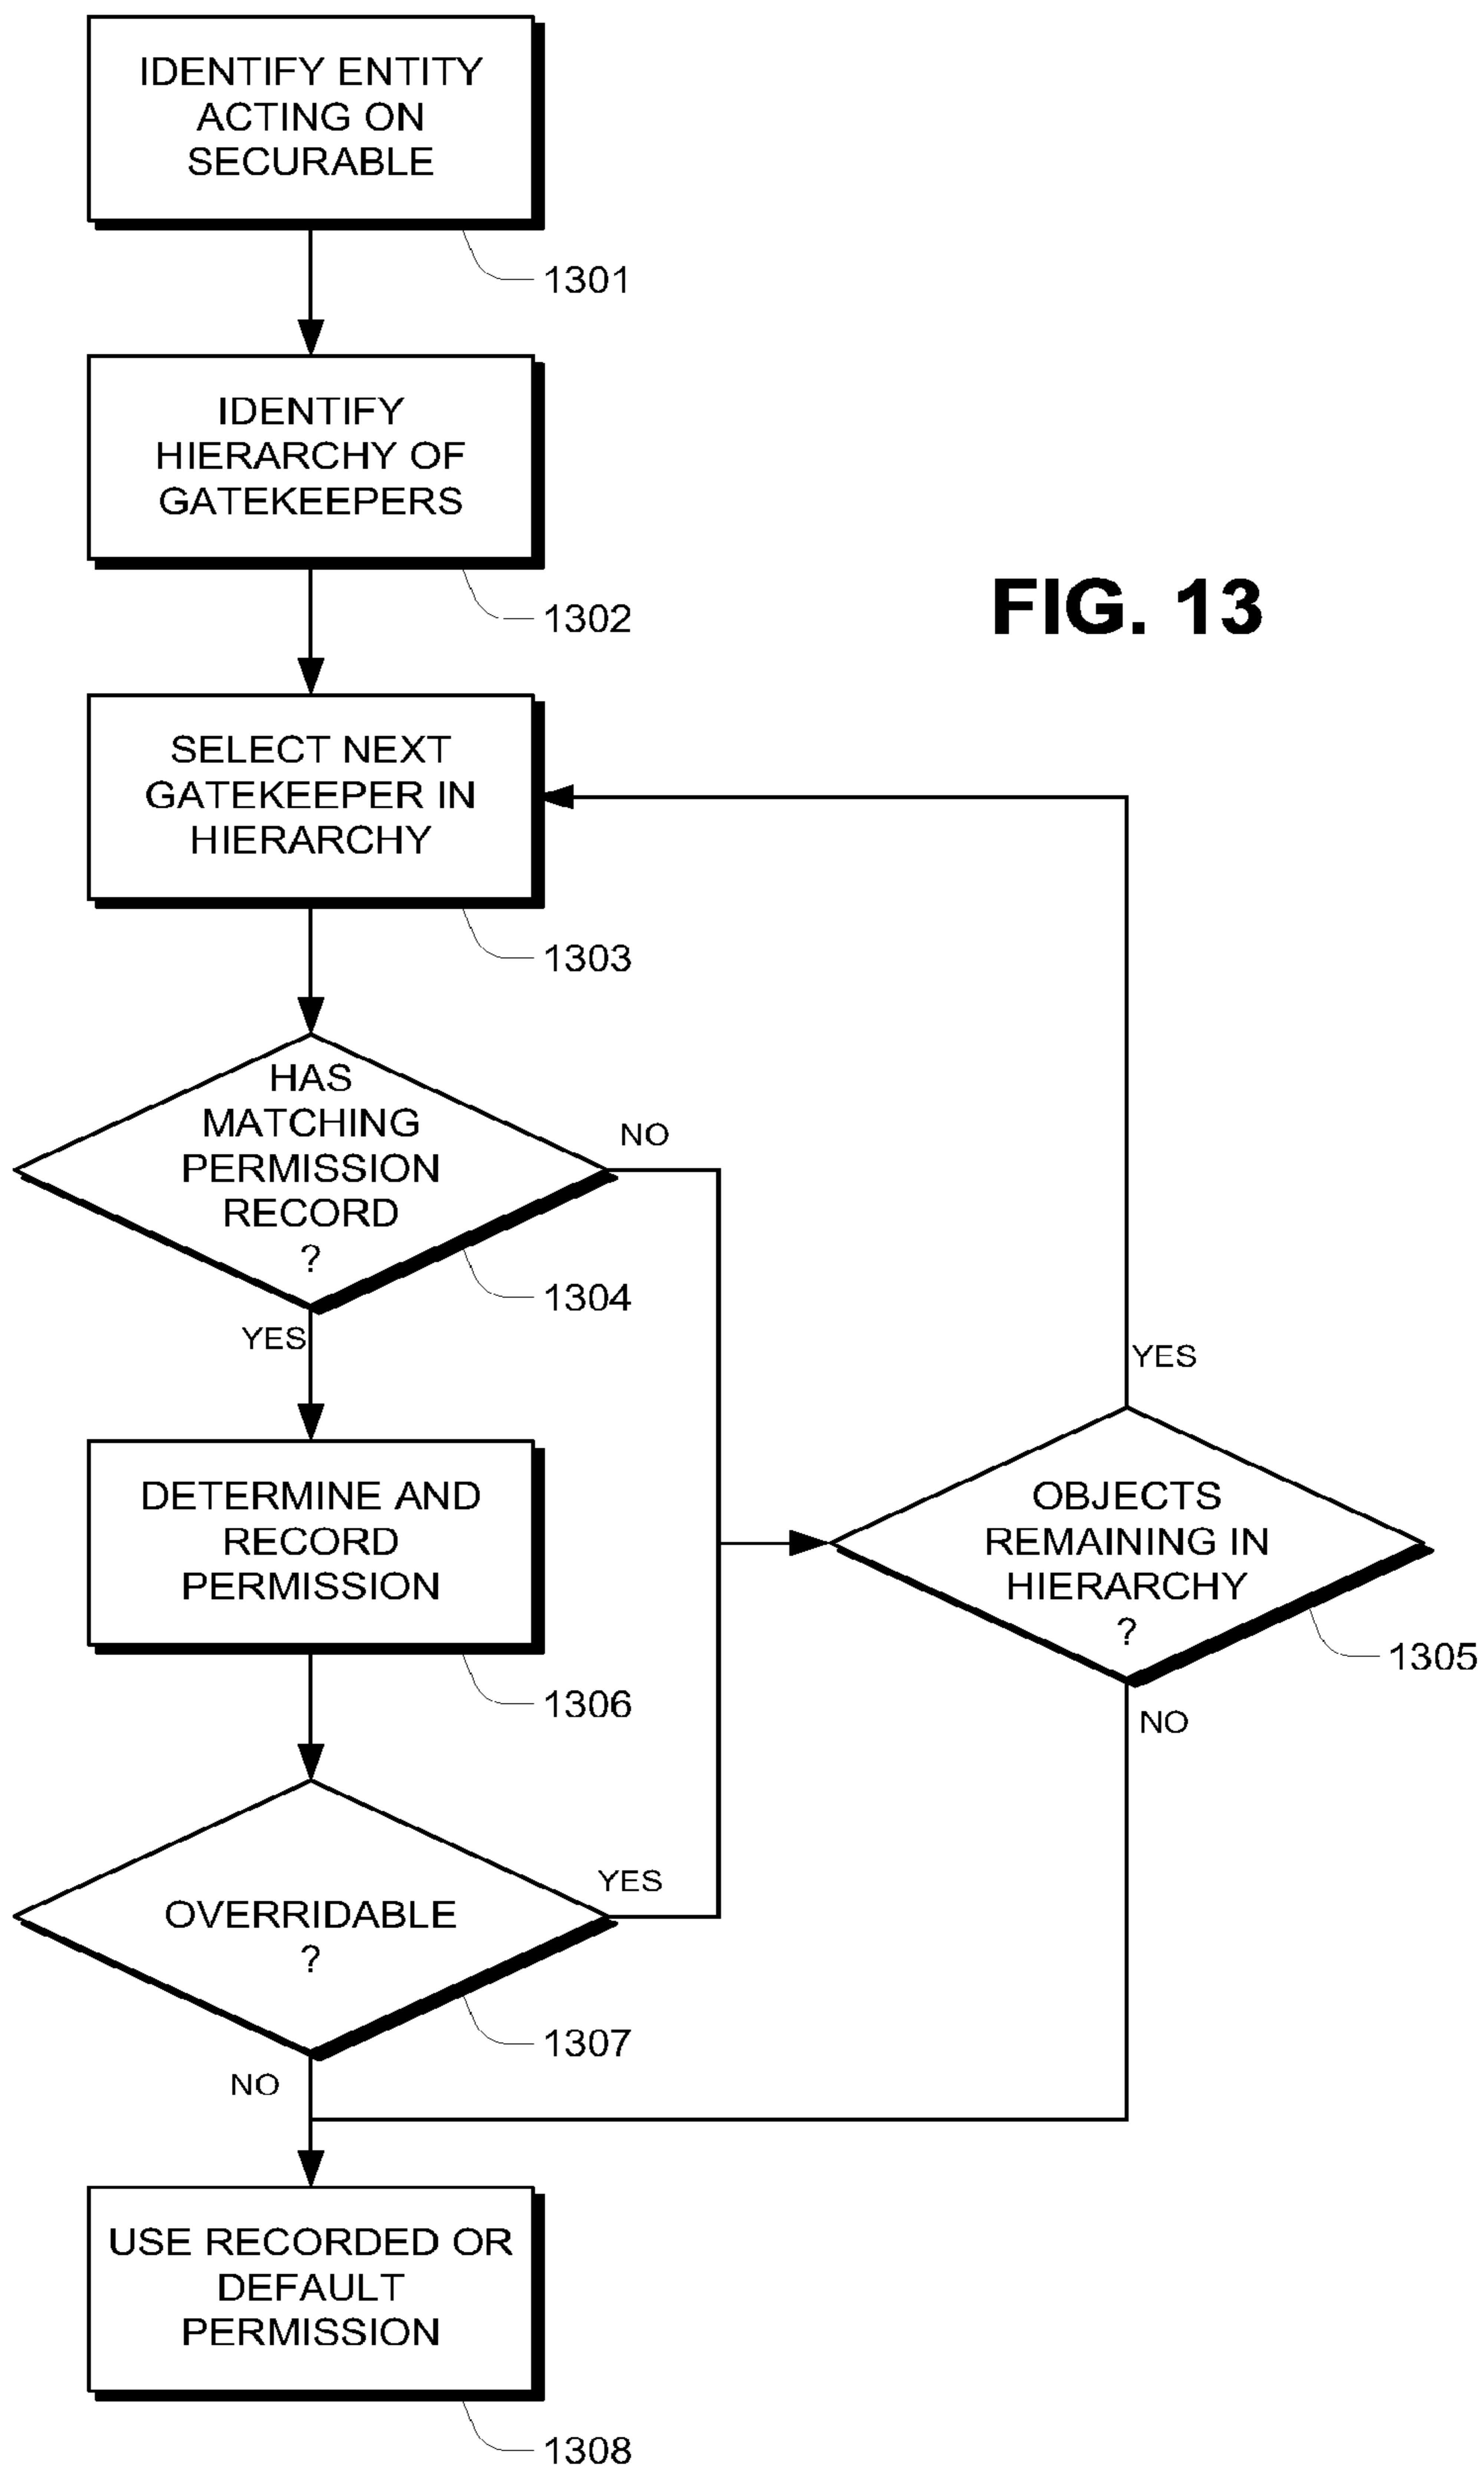 IDENTIFY ENTITY
ACTING ON
SECURABLE
1301
IDENTIFY
HIERARCHY OF
GATEKEEPERS
1302
FIG. 13
SELECT NEXT
GATEKEEPER IN
HIERARCHY
1303
HAS
MATCHING
PERMISSION
RECORD
?
NO
1304
YES
YES
DETERMINE AND
RECORD
PERMISSION
1306
OBJECTS
REMAINING IN
HIERARCHY
?
1305
NO
OVERRIDABLE
?
YES
1307
NO
USE RECORDED OR
DEFAULT
PERMISSION
1308